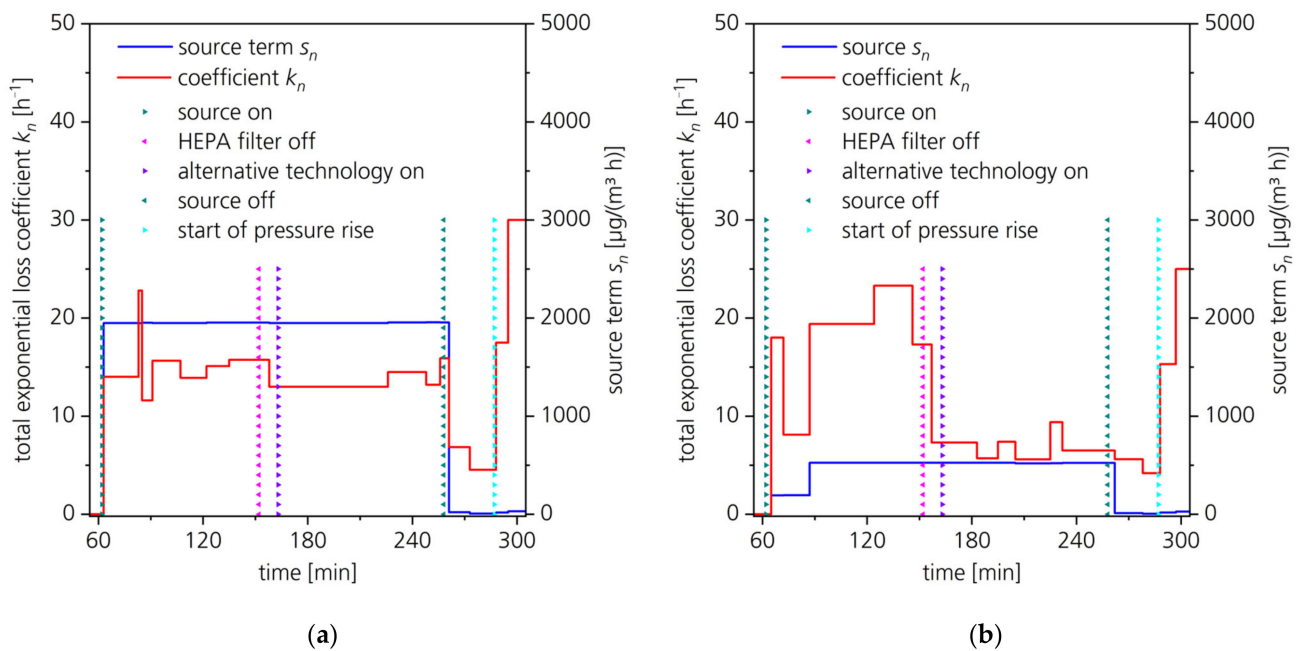 50
40
30
20
10
0
total exponential loss coefficient kₙ [h⁻¹]
source term sₙ
coefficient kₙ
source on
HEPA filter off
alternative technology on
source off
start of pressure rise
5000
4000
3000
2000
1000
0
source term sₙ [µg/(m³ h)]
60 120 180 240 300
time [min]
(a)
50
40
30
20
10
0
total exponential loss coefficient kₙ [h⁻¹]
source sₙ
coefficient kₙ
source on
HEPA filter off
alternative technology on
source off
start of pressure rise
5000
4000
3000
2000
1000
0
source term sₙ [µg/(m³ h)]
60 120 180 240 300
time [min]
(b)